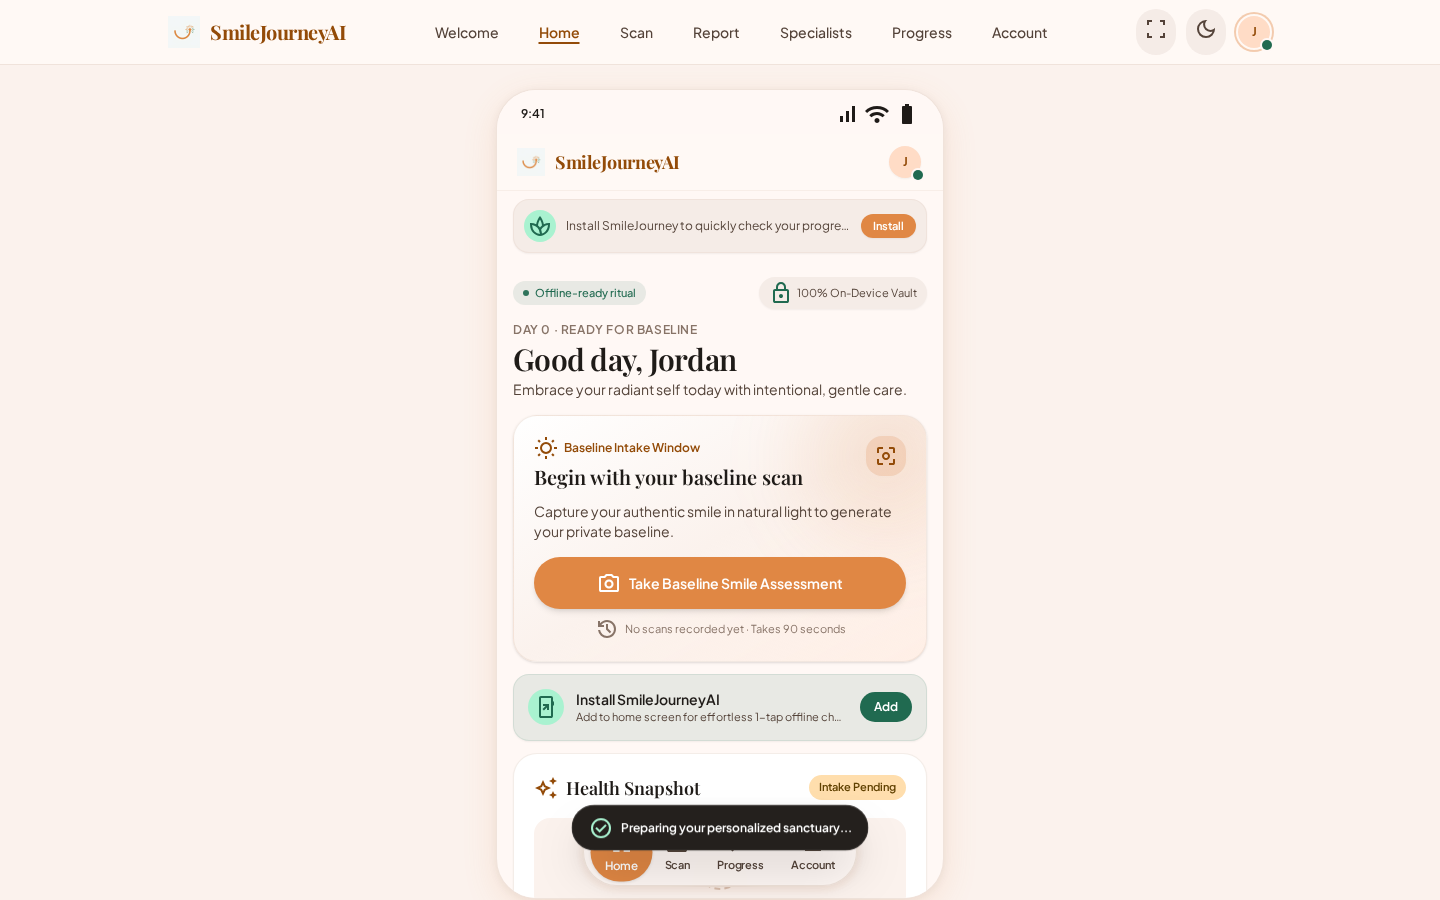 SmileJourneyAI
Welcome
Home
Scan
Report
Specialists
Progress
Account
J
9:41
SmileJourneyAI
J
Install SmileJourney to quickly check your progre...
Install
Offline-ready ritual
100% On-Device Vault
DAY 0 · READY FOR BASELINE
Good day, Jordan
Embrace your radiant self today with intentional, gentle care.
Baseline Intake Window
Begin with your baseline scan
Capture your authentic smile in natural light to generate
your private baseline.
Take Baseline Smile Assessment
No scans recorded yet · Takes 90 seconds
Install SmileJourneyAI
Add to home screen for effortless 1-tap offline ch...
Add
Health Snapshot
Intake Pending
Preparing your personalized sanctuary...
Home
Scan
Progress
Account